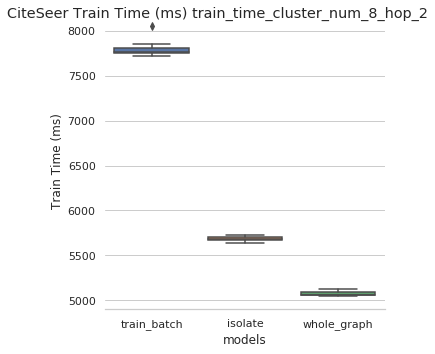 CiteSeer Train Time (ms) train_time_cluster_num_8_hop_2
8000
7500
7000
6500
6000
5500
5000
Train Time (ms)
train_batch isolate whole_graph
models